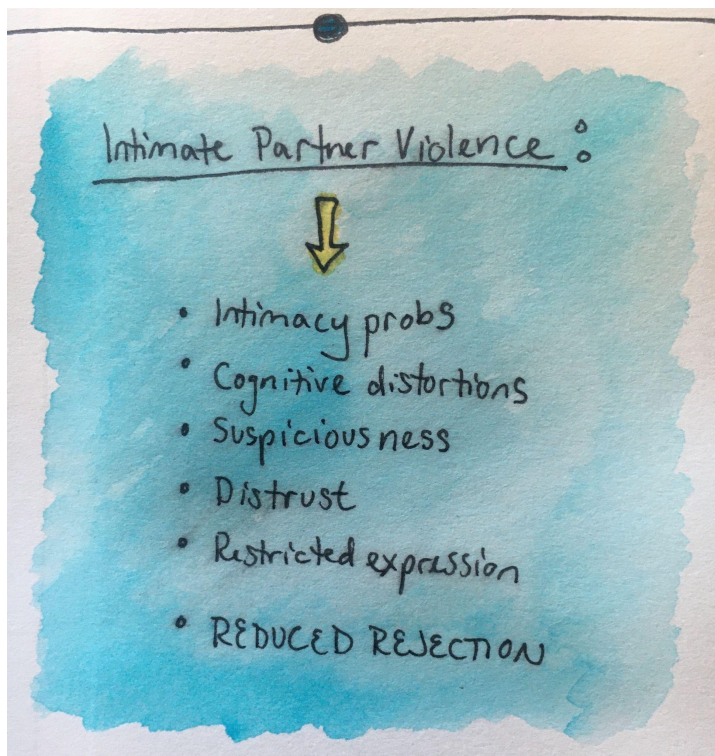 Intimate Partner Violence:
• Intimacy probs
• Cognitive distortions
• Suspiciousness
• Distrust
• Restricted expression
• REDUCED REJECTION